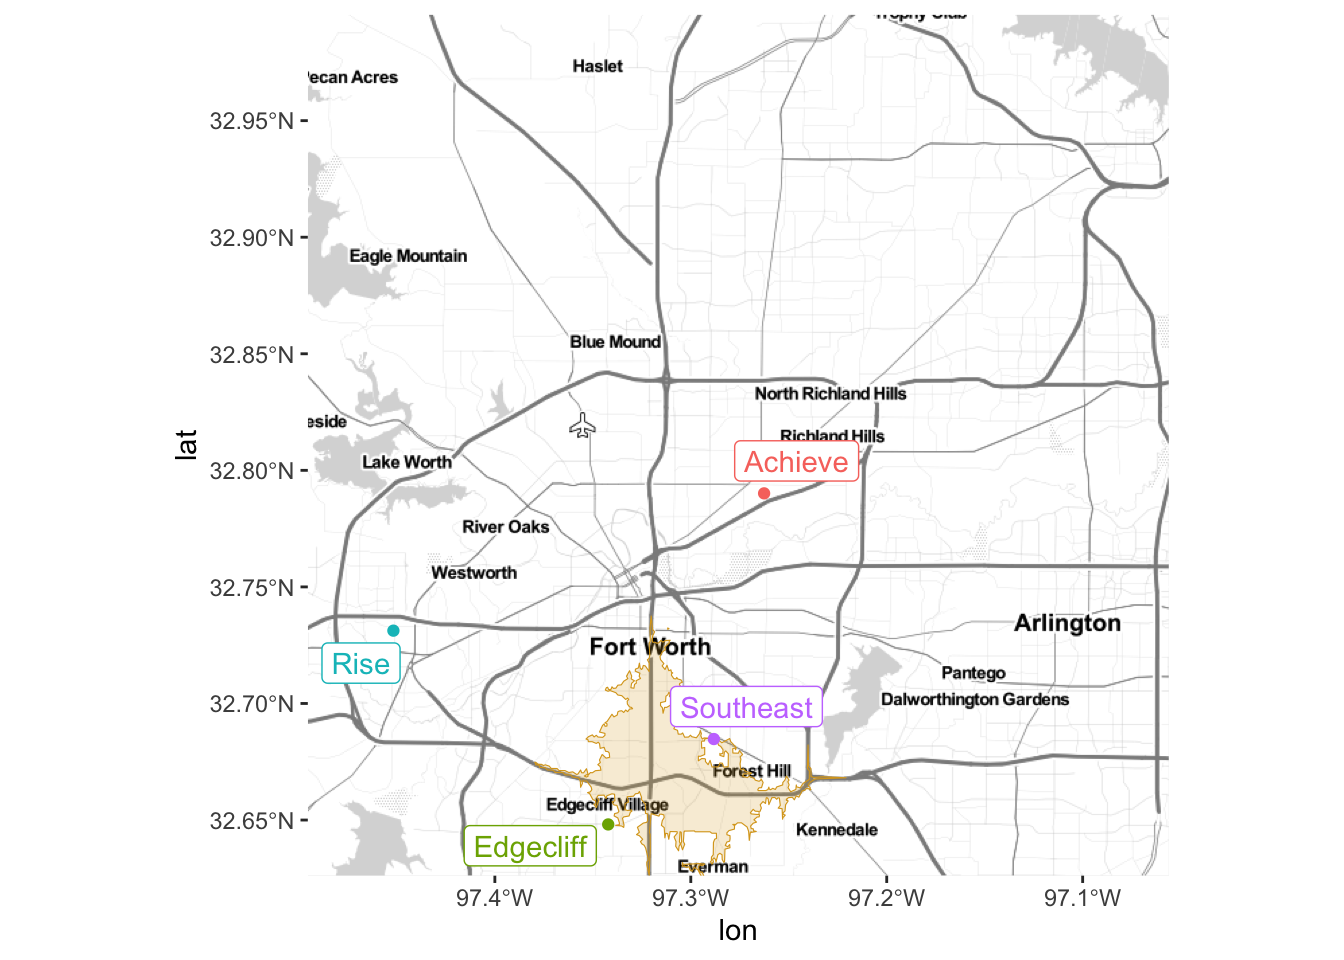 Trophy Club
Haslet
ecan Acres
32.95°N
32.90°N
Eagle Mountain
Blue Mound
32.85°N
North Richland Hills
eside
Richland Hills
Lake Worth
Achieve
32.80°N
lat
River Oaks
Westworth
32.75°N
Arlington
Fort Worth
Rise
Pantego
Dalworthington Gardens
32.70°N
Southeast
Forest Hill
Edgecliff Village
32.65°N
Kennedale
Edgecliff
Everman
97.4°W
97.3°W
97.2°W
97.1°W
lon